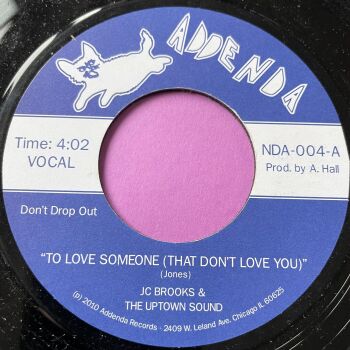 ADDENDA
Time: 4:02
VOCAL
NDA-004-A
Prod. by A. Hall
Don't Drop Out
"TO LOVE SOMEONE (THAT DON'T LOVE YOU)"
(Jones)
JC BROOKS &
THE UPTOWN SOUND
(p) 2010 Addenda Records · 2409 W. Leland Ave, Chicago IL 60625